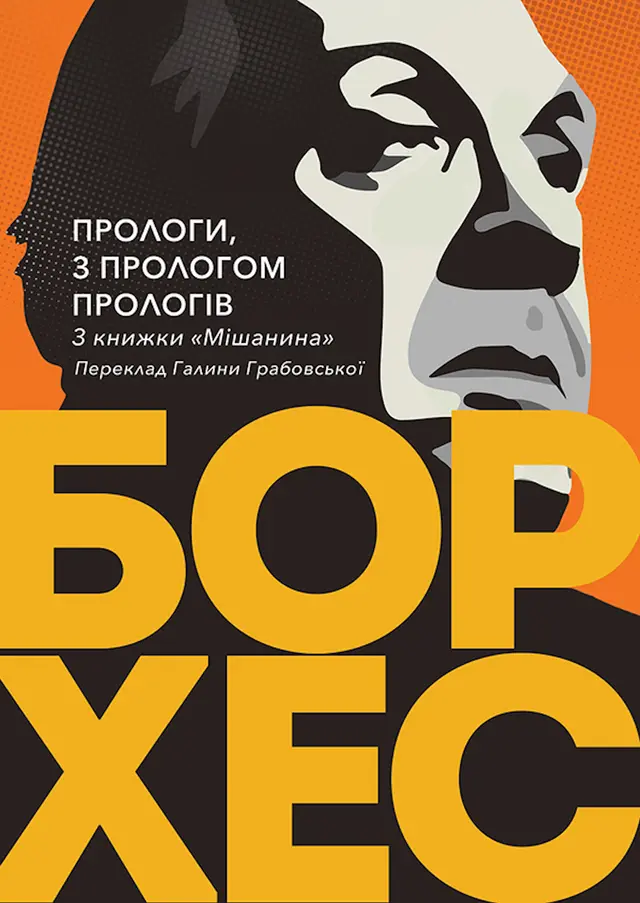 ПРОЛОГИ,
З ПРОЛОГОМ
ПРОЛОГІВ
З книжки «Мішанина»
Переклад Галини Грабовської
БОР
ХЕС